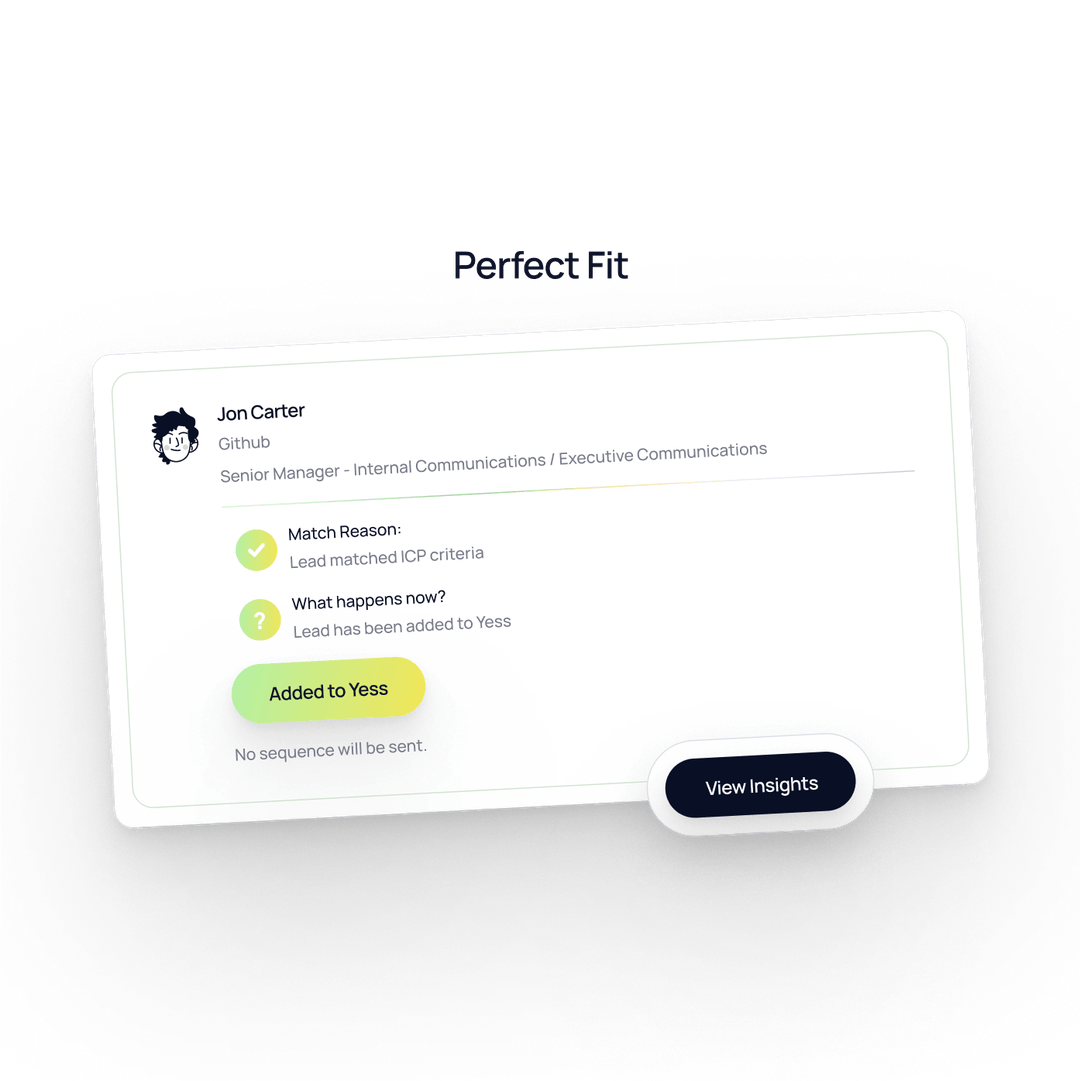 Perfect Fit
Jon Carter
Github
Senior Manager - Internal Communications / Executive Communications
Match Reason:
Lead matched ICP criteria
?
What happens now?
Lead has been added to Yess
Added to Yess
No sequence will be sent.
View Insights